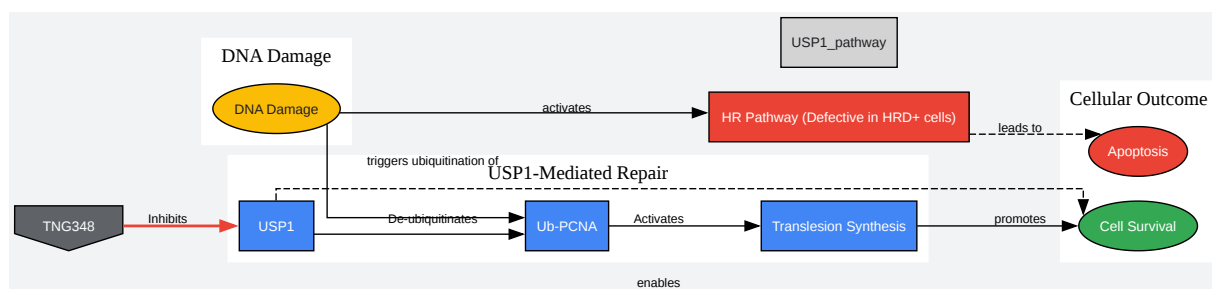 USP1_pathway
DNA Damage
Cellular Outcome
DNA Damage
activates
HR Pathway (Defective in HRD+ cells)
leads to
Apoptosis
triggers ubiquitination of
USP1-Mediated Repair
TNG348
Inhibits
USP1
De-ubiquitinates
Ub-PCNA
Activates
Translesion Synthesis
promotes
Cell Survival
enables